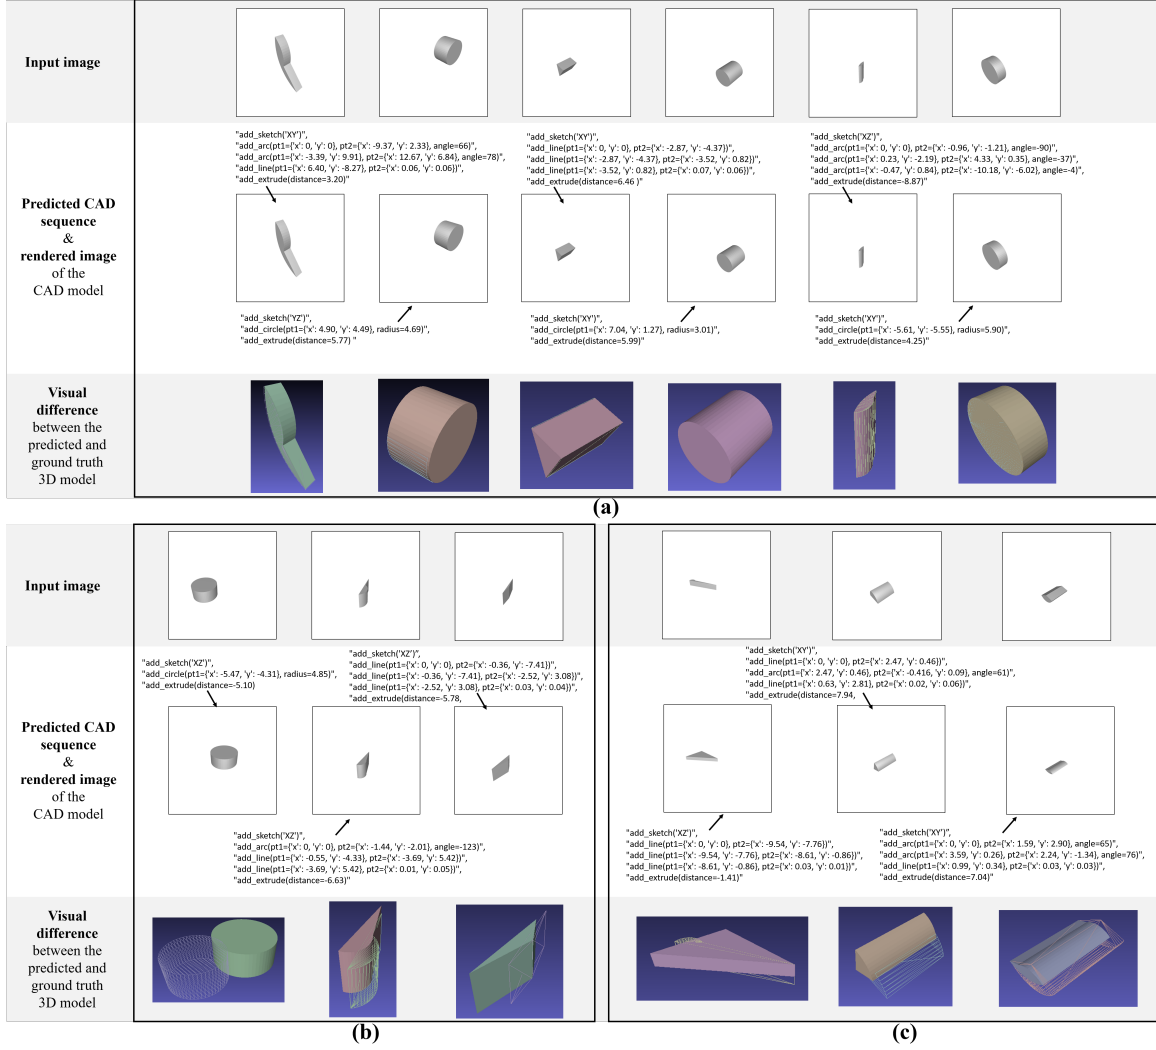 Input image
"add_sketch('XY')",
"add_arc(pt1={'x': 0, 'y': 0}, pt2={'x': -9.37, 'y': 2.33}, angle=66)",
"add_arc(pt1={'x': -3.39, 'y': 9.91}, pt2={'x': 12.67, 'y': 6.84}, angle=78)",
"add_line(pt1={'x': 6.40, 'y': -8.27}, pt2={'x': 0.06, 'y': 0.06})",
"add_extrude(distance=3.20)"
"add_sketch('XY')",
"add_line(pt1={'x': 0, 'y': 0}, pt2={'x': -2.87, 'y': -4.37})",
"add_line(pt1={'x': -2.87, 'y': -4.37}, pt2={'x': -3.52, 'y': 0.82})",
"add_line(pt1={'x': -3.52, 'y': 0.82}, pt2={'x': 0.07, 'y': 0.06})",
"add_extrude(distance=6.46 )"
"add_sketch('XZ')",
"add_arc(pt1={'x': 0, 'y': 0}, pt2={'x': -0.96, 'y': -1.21}, angle=-90)",
"add_arc(pt1={'x': 0.23, 'y': -2.19}, pt2={'x': 4.33, 'y': 0.35}, angle=-37)",
"add_arc(pt1={'x': -0.47, 'y': 0.84}, pt2={'x': -10.18, 'y': -6.02}, angle=-4)",
"add_extrude(distance=-8.87)"
Predicted CAD
sequence
&
rendered image
of the
CAD model
"add_sketch('YZ')",
"add_circle(pt1={'x': 4.90, 'y': 4.49}, radius=4.69)",
"add_extrude(distance=5.77) "
"add_sketch('XY')",
"add_circle(pt1={'x': 7.04, 'y': 1.27}, radius=3.01)",
"add_extrude(distance=5.99)"
"add_sketch('XY')",
"add_circle(pt1={'x': -5.61, 'y': -5.55}, radius=5.90)",
"add_extrude(distance=4.25)"
Visual
difference
between the
predicted and
ground truth
3D model
(a)
Input image
"add_sketch('XZ')",
"add_circle(pt1={'x': -5.47, 'y': -4.31}, radius=4.85)",
"add_extrude(distance=-5.10)
"add_sketch('XZ')",
"add_line(pt1={'x': 0, 'y': 0}, pt2={'x': -0.36, 'y': -7.41})",
"add_line(pt1={'x': -0.36, 'y': -7.41}, pt2={'x': -2.52, 'y': 3.08})",
"add_line(pt1={'x': -2.52, 'y': 3.08}, pt2={'x': 0.03, 'y': 0.04})",
"add_extrude(distance=-5.78,
"add_sketch('XY')",
"add_line(pt1={'x': 0, 'y': 0}, pt2={'x': 2.47, 'y': 0.46})",
"add_arc(pt1={'x': 2.47, 'y': 0.46}, pt2={'x': -0.416, 'y': 0.09}, angle=61)",
"add_line(pt1={'x': 0.63, 'y': 2.81}, pt2={'x': 0.02, 'y': 0.06})",
"add_extrude(distance=7.94,
Predicted CAD
sequence
&
rendered image
of the
CAD model
"add_sketch('XZ')",
"add_arc(pt1={'x': 0, 'y': 0}, pt2={'x': -1.44, 'y': -2.01}, angle=-123)",
"add_line(pt1={'x': -0.55, 'y': -4.33}, pt2={'x': -3.69, 'y': 5.42})",
"add_line(pt1={'x': -3.69, 'y': 5.42}, pt2={'x': 0.01, 'y': 0.05})",
"add_extrude(distance=-6.63)"
"add_sketch('XZ')",
"add_line(pt1={'x': 0, 'y': 0}, pt2={'x': -9.54, 'y': -7.76})",
"add_line(pt1={'x': -9.54, 'y': -7.76}, pt2={'x': -8.61, 'y': -0.86})",
"add_line(pt1={'x': -8.61, 'y': -0.86}, pt2={'x': 0.03, 'y': 0.01})",
"add_extrude(distance=-1.41)"
"add_sketch('XY')",
"add_arc(pt1={'x': 0, 'y': 0}, pt2={'x': 1.59, 'y': 2.90}, angle=65)",
"add_arc(pt1={'x': 3.59, 'y': 0.26}, pt2={'x': 2.24, 'y': -1.34}, angle=76)",
"add_line(pt1={'x': 0.99, 'y': 0.34}, pt2={'x': 0.03, 'y': 0.03})",
"add_extrude(distance=7.04)"
Visual
difference
between the
predicted and
ground truth
3D model
(b)
(c)